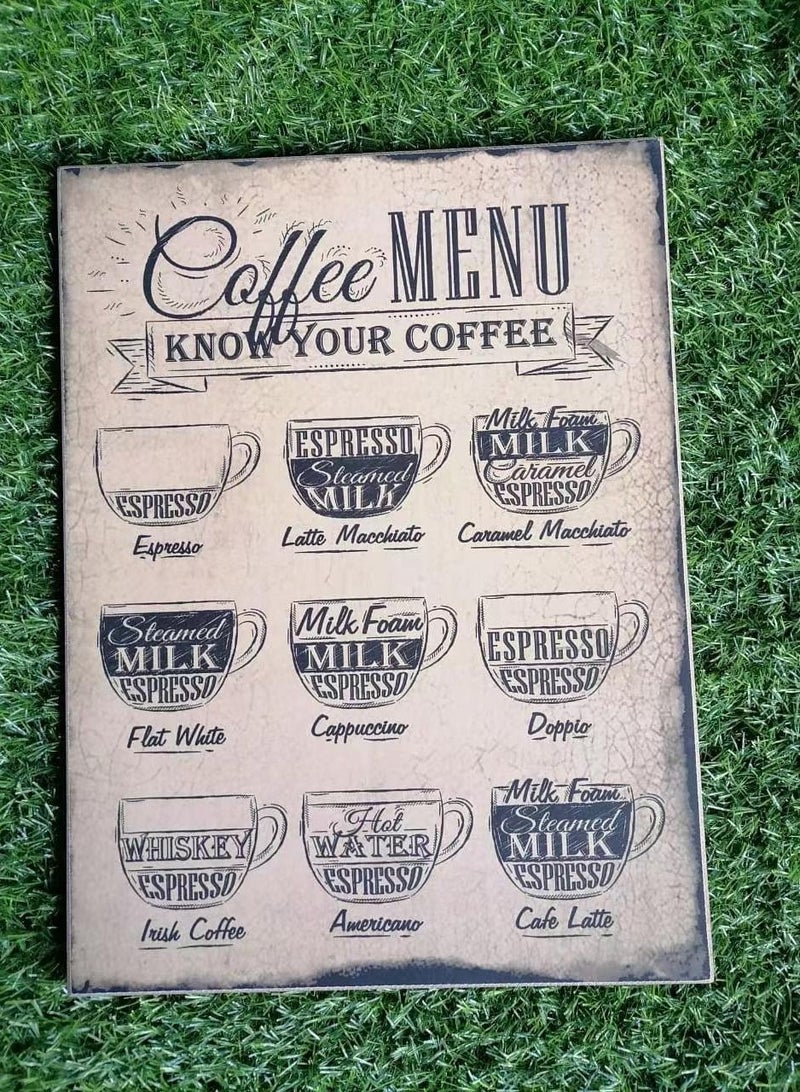 Coffee MENU
KNOW YOUR COFFEE
ESPRESSO
Espresso
ESPRESSO
Steamed
MILK
Latte Macchiato
Milk Foam
MILK
Caramel
ESPRESSO
Caramel Macchiato
Steamed
MILK
ESPRESSO
Flat White
Milk Foam
MILK
ESPRESSO
Cappuccino
ESPRESSO
ESPRESSO
Doppio
WHISKEY
ESPRESSO
Irish Coffee
Hot
WATER
ESPRESSO
Americano
Milk Foam
Steamed
MILK
ESPRESSO
Cafe Latte